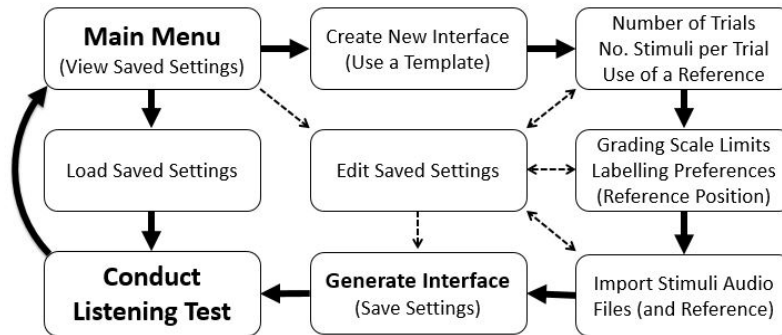 Main Menu
(View Saved Settings)
Create New Interface
(Use a Template)
Number of Trials
No. Stimuli per Trial
Use of a Reference
Load Saved Settings
Edit Saved Settings
Grading Scale Limits
Labelling Preferences
(Reference Position)
Conduct
Listening Test
Generate Interface
(Save Settings)
Import Stimuli Audio
Files (and Reference)